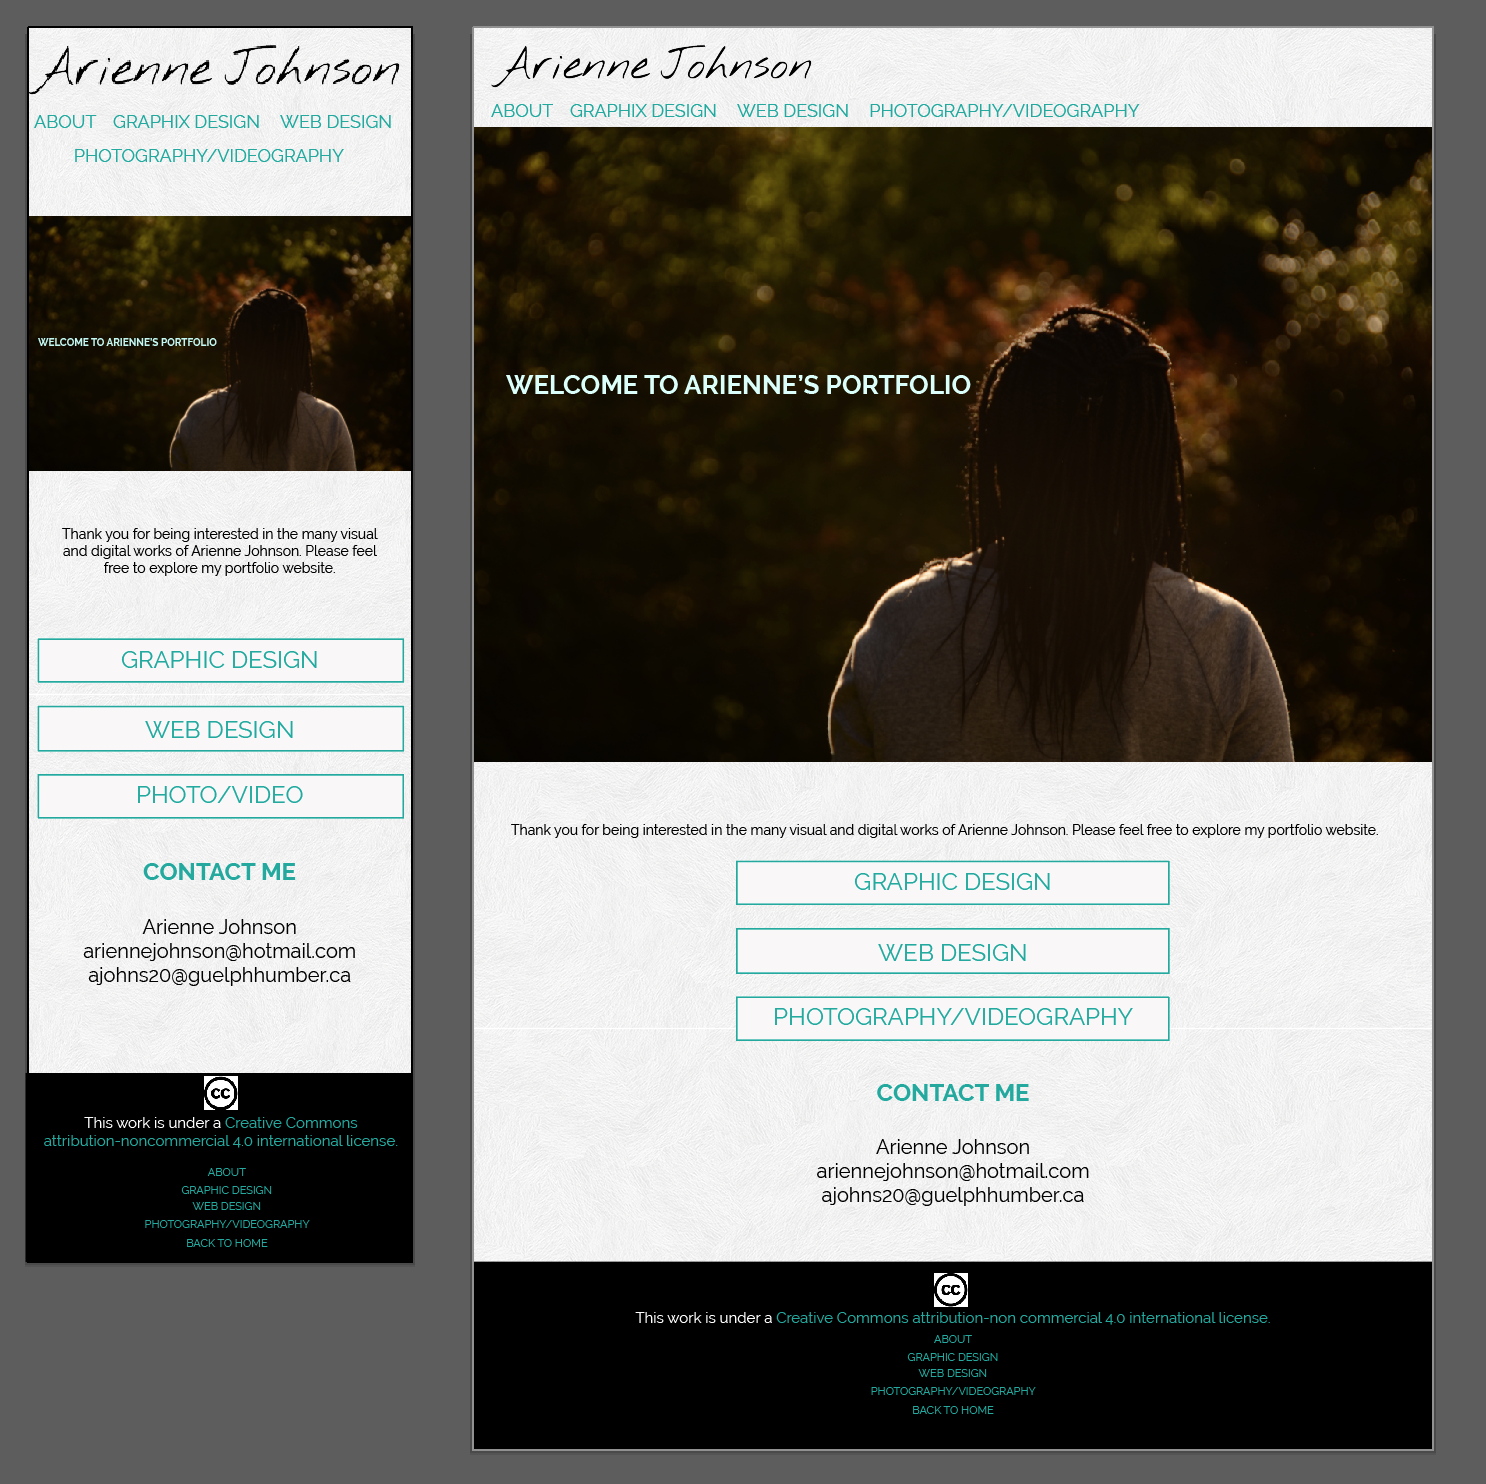 Arienne Johnson
ABOUT GRAPHIX DESIGN WEB DESIGN
PHOTOGRAPHY/VIDEOGRAPHY
WELCOME TO ARIENNE'S PORTFOLIO
Thank you for being interested in the many visual
and digital works of Arienne Johnson. Please feel
free to explore my portfolio website.
GRAPHIC DESIGN
WEB DESIGN
PHOTO/VIDEO
CONTACT ME
Arienne Johnson
ariennejohnson@hotmail.com
ajohns20@guelphhumber.ca
cc
This work is under a Creative Commons
attribution-noncommercial 4.0 international license.
ABOUT
GRAPHIC DESIGN
WEB DESIGN
PHOTOGRAPHY/VIDEOGRAPHY
BACK TO HOME
Arienne Johnson
ABOUT GRAPHIX DESIGN WEB DESIGN PHOTOGRAPHY/VIDEOGRAPHY
WELCOME TO ARIENNE'S PORTFOLIO
Thank you for being interested in the many visual and digital works of Arienne Johnson. Please feel free to explore my portfolio website.
GRAPHIC DESIGN
WEB DESIGN
PHOTOGRAPHY/VIDEOGRAPHY
CONTACT ME
Arienne Johnson
ariennejohnson@hotmail.com
ajohns20@guelphhumber.ca
cc
This work is under a Creative Commons attribution-non commercial 4.0 international license.
ABOUT
GRAPHIC DESIGN
WEB DESIGN
PHOTOGRAPHY/VIDEOGRAPHY
BACK TO HOME